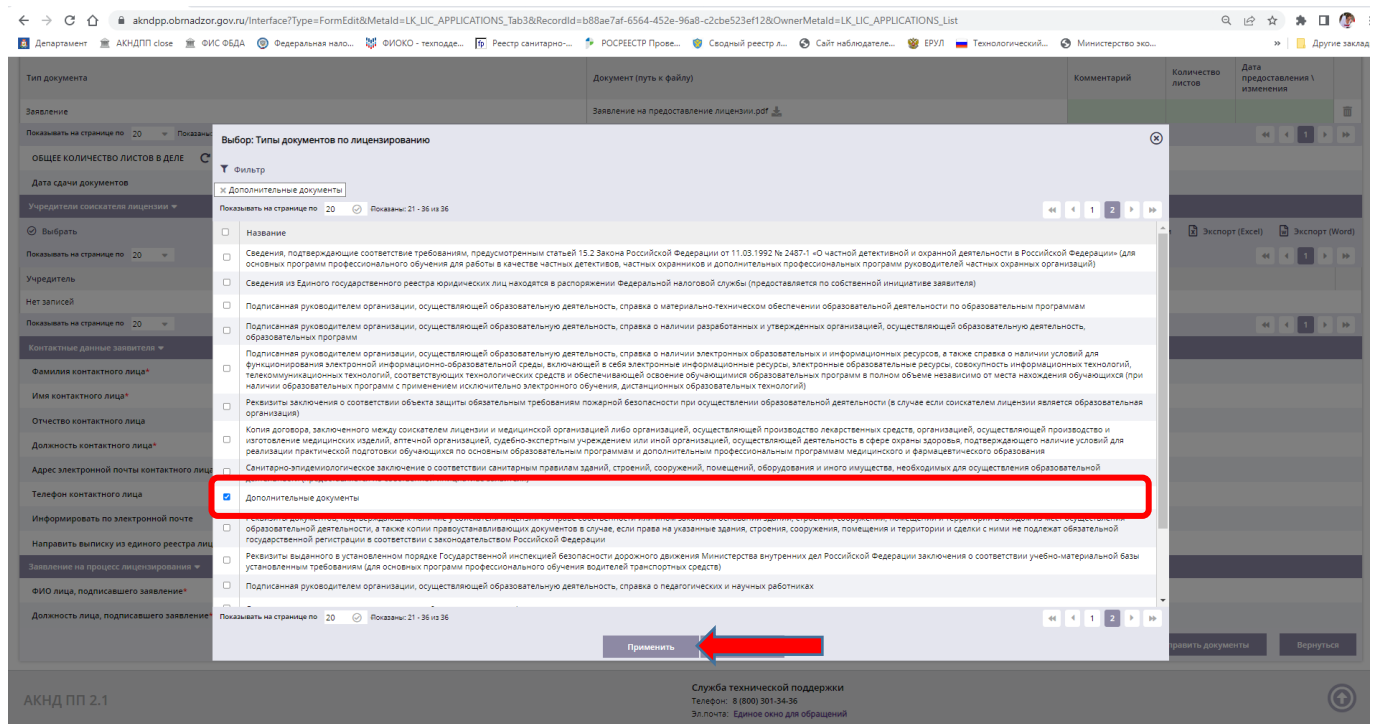 akndpp.obrnadzor.gov.ru/Interface?Type=FormEdit&MetaId=LK_LIC_APPLICATIONS_Tab3&RecordId=b88ae7af-6564-452e-96a8-c2cbe523ef12&OwnerMetaId=LK_LIC_APPLICATIONS_List
Департамент АКНДПП close ФИС ФБДА Федеральная нало... ФИОКО - техподде... Реестр санитарно-... РОСРЕЕСТР Прове... Сводный реестр л... Сайт наблюдателе... ЕРУЛ Технологический... Министерство эко... » Другие заклад
Тип документа Документ (путь к файлу) Комментарий Количество листов Дата предоставления \ изменения
Заявление Заявление на предоставление лицензии.pdf
Показывать на странице по 20 Показаны: 1
Выбор: Типы документов по лицензированию
ОБЩЕЕ КОЛИЧЕСТВО ЛИСТОВ В ДЕЛЕ
Фильтр
Дата сдачи документов
× Дополнительные документы
Учредители соискателя лицензии
Показывать на странице по 20 Показаны: 21 - 36 из 36 1 2
Выбрать Экспорт (Excel) Экспорт (Word)
Название
Показывать на странице по 20 1
Сведения, подтверждающие соответствие требованиям, предусмотренным статьей 15.2 Закона Российской Федерации от 11.03.1992 № 2487-1 «О частной детективной и охранной деятельности в Российской Федерации» (для
основных программ профессионального обучения для работы в качестве частных детективов, частных охранников и дополнительных профессиональных программ руководителей частных охранных организаций)
Учредитель
Сведения из Единого государственного реестра юридических лиц находятся в распоряжении Федеральной налоговой службы (предоставляется по собственной инициативе заявителя)
Нет записей
Подписанная руководителем организации, осуществляющей образовательную деятельность, справка о материально-техническом обеспечении образовательной деятельности по образовательным программам
Показывать на странице по 20 1
Подписанная руководителем организации, осуществляющей образовательную деятельность, справка о наличии разработанных и утвержденных организацией, осуществляющей образовательную деятельность,
образовательных программ
Контактные данные заявителя
Подписанная руководителем организации, осуществляющей образовательную деятельность, справка о наличии электронных образовательных и информационных ресурсов, а также справка о наличии условий для
функционирования электронной информационно-образовательной среды, включающей в себя электронные информационные ресурсы, электронные образовательные ресурсы, совокупность информационных технологий,
телекоммуникационных технологий, соответствующих технологических средств и обеспечивающей освоение обучающимися образовательных программ в полном объеме независимо от места нахождения обучающихся (при
наличии образовательных программ с применением исключительно электронного обучения, дистанционных образовательных технологий)
Фамилия контактного лица*
Имя контактного лица*
Реквизиты заключения о соответствии объекта защиты обязательным требованиям пожарной безопасности при осуществлении образовательной деятельности (в случае если соискателем лицензии является образовательная
организация)
Отчество контактного лица
Копия договора, заключенного между соискателем лицензии и медицинской организацией либо организацией, осуществляющей производство лекарственных средств, организацией, осуществляющей производство и
изготовление медицинских изделий, аптечной организацией, судебно-экспертным учреждением или иной организацией, осуществляющей деятельность в сфере охраны здоровья, подтверждающего наличие условий для
реализации практической подготовки обучающихся по основным образовательным программам и дополнительным профессиональным программам медицинского и фармацевтического образования
Должность контактного лица*
Адрес электронной почты контактного лица
Санитарно-эпидемиологическое заключение о соответствии санитарным правилам зданий, строений, сооружений, помещений, оборудования и иного имущества, необходимых для осуществления образовательной
Телефон контактного лица
Дополнительные документы
Информировать по электронной почте
образовательной деятельности, а также копии правоустанавливающих документов в случае, если права на указанные здания, строения, сооружения, помещения и территории и сделки с ними не подлежат обязательной
государственной регистрации в соответствии с законодательством Российской Федерации
Направить выписку из единого реестра лиц
Реквизиты выданного в установленном порядке Государственной инспекцией безопасности дорожного движения Министерства внутренних дел Российской Федерации заключения о соответствии учебно-материальной базы
установленным требованиям (для основных программ профессионального обучения водителей транспортных средств)
Заявление на процесс лицензирования
Подписанная руководителем организации, осуществляющей образовательную деятельность, справка о педагогических и научных работниках
ФИО лица, подписавшего заявление*
Должность лица, подписавшего заявление*
Показывать на странице по 20 Показаны: 21 - 36 из 36 1 2
Применить
править документы Вернуться
АКНД ПП 2.1
Служба технической поддержки
Телефон: 8 (800) 301-34-36
Эл.почта: Единое окно для обращений